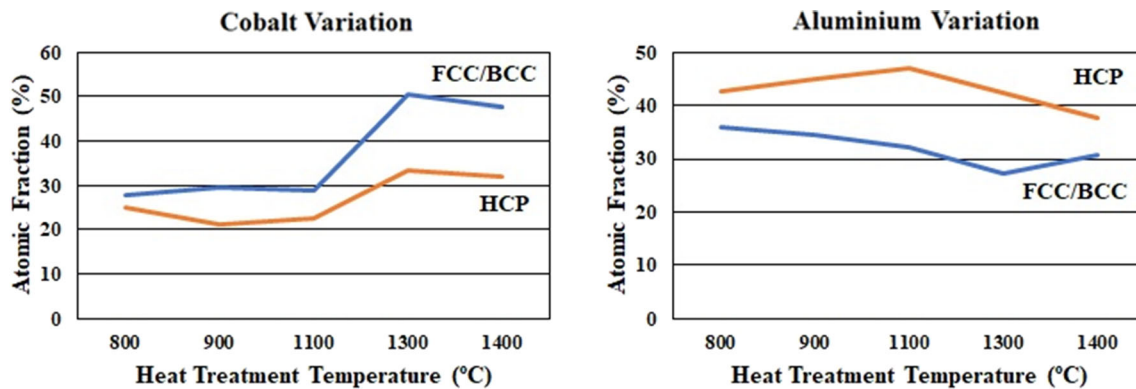 Cobalt Variation
60
50
40
30
20
10
0
Atomic Fraction (%)
FCC/BCC
HCP
800 900 1100 1300 1400
Heat Treatment Temperature (ºC)
Aluminium Variation
50
40
30
20
10
0
Atomic Fraction (%)
HCP
FCC/BCC
800 900 1100 1300 1400
Heat Treatment Temperature (ºC)